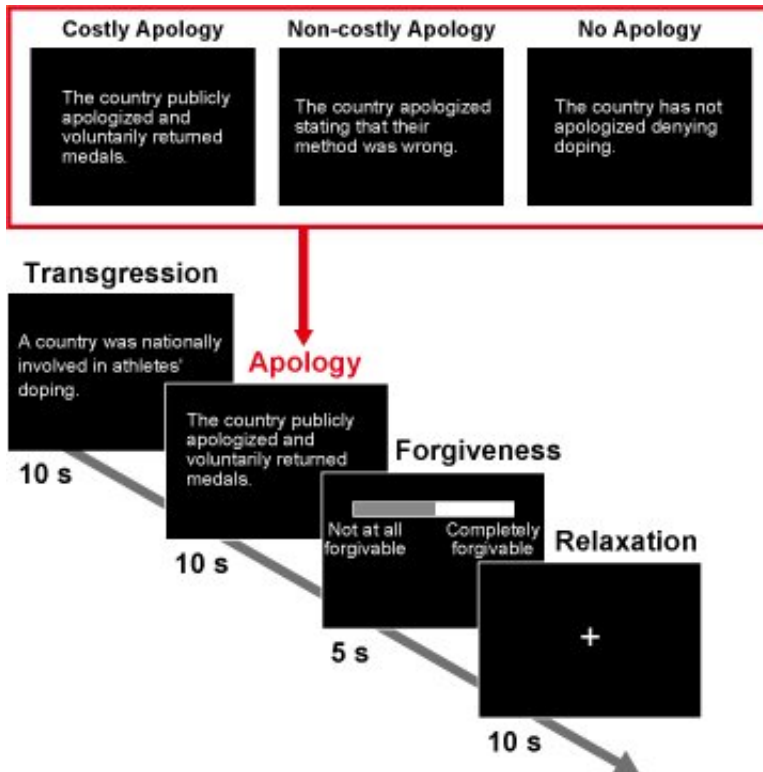 Costly Apology
Non-costly Apology
No Apology
The country publicly
apologized and
voluntarily returned
medals.
The country apologized
stating that their
method was wrong.
The country has not
apologized denying
doping.
Transgression
A country was nationally
involved in athletes'
doping.
10 s
Apology
The country publicly
apologized and
voluntarily returned
medals.
10 s
Forgiveness
Not at all
forgivable
Completely
forgivable
5 s
Relaxation
+
10 s